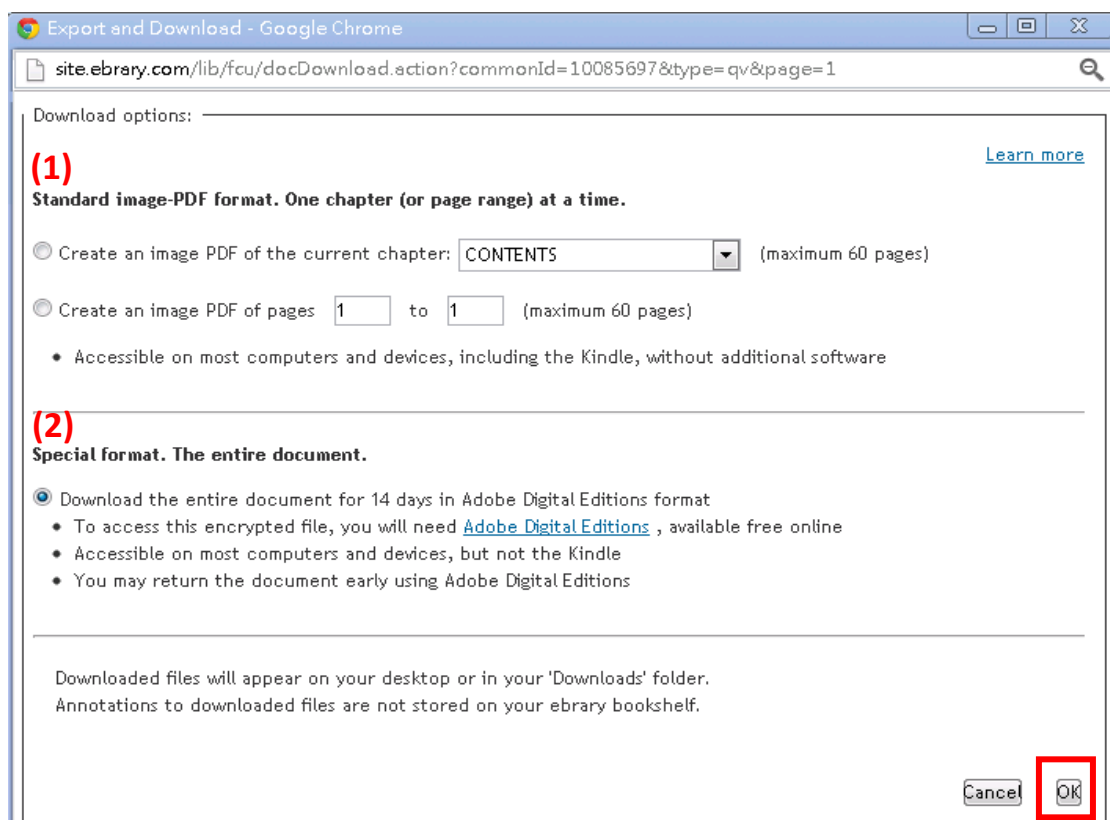 Export and Download - Google Chrome
site.ebrary.com/lib/fcu/docDownload.action?commonId=10085697&type=qv&page=1
Download options:
Learn more
(1)
Standard image-PDF format. One chapter (or page range) at a time.
Create an image PDF of the current chapter: CONTENTS (maximum 60 pages)
Create an image PDF of pages 1 to 1 (maximum 60 pages)
• Accessible on most computers and devices, including the Kindle, without additional software
(2)
Special format. The entire document.
Download the entire document for 14 days in Adobe Digital Editions format
• To access this encrypted file, you will need Adobe Digital Editions , available free online
• Accessible on most computers and devices, but not the Kindle
• You may return the document early using Adobe Digital Editions
Downloaded files will appear on your desktop or in your 'Downloads' folder.
Annotations to downloaded files are not stored on your ebrary bookshelf.
Cancel OK